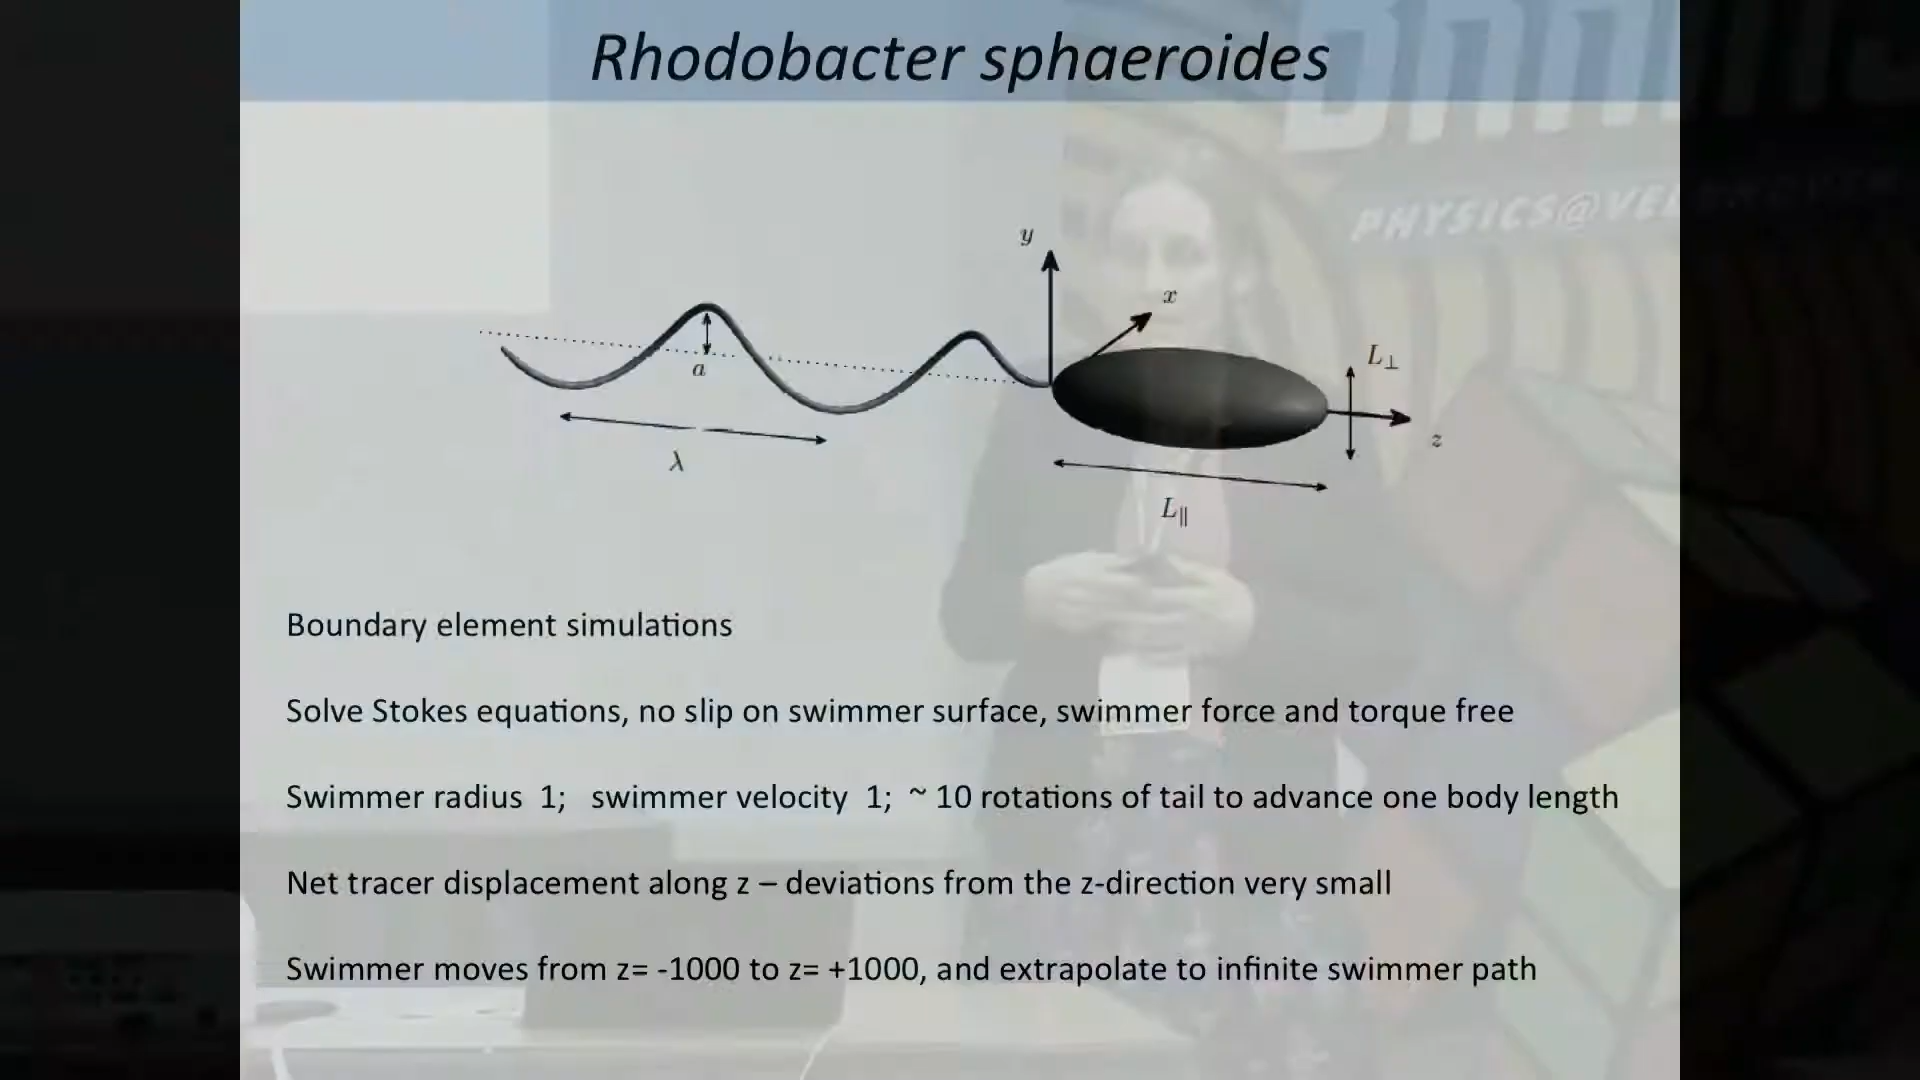 Rhodobacter sphaeroides
PHYSICS@VE
y
x
L⊥
a
z
λ
L∥
Boundary element simulations
Solve Stokes equations, no slip on swimmer surface, swimmer force and torque free
Swimmer radius 1; swimmer velocity 1; ~ 10 rotations of tail to advance one body length
Net tracer displacement along z – deviations from the z-direction very small
Swimmer moves from z= -1000 to z= +1000, and extrapolate to infinite swimmer path